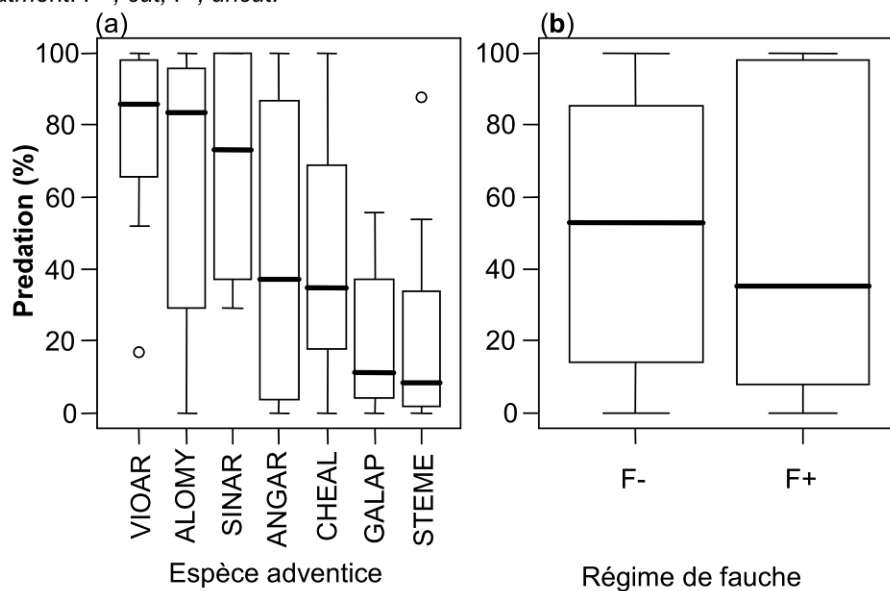 (a)
Predation (%)
100
80
60
40
20
0
VIOAR
ALOMY
SINAR
ANGAR
CHEAL
GALAP
STEME
Espèce adventice
(b)
100
80
60
40
20
0
F-
F+
Régime de fauche